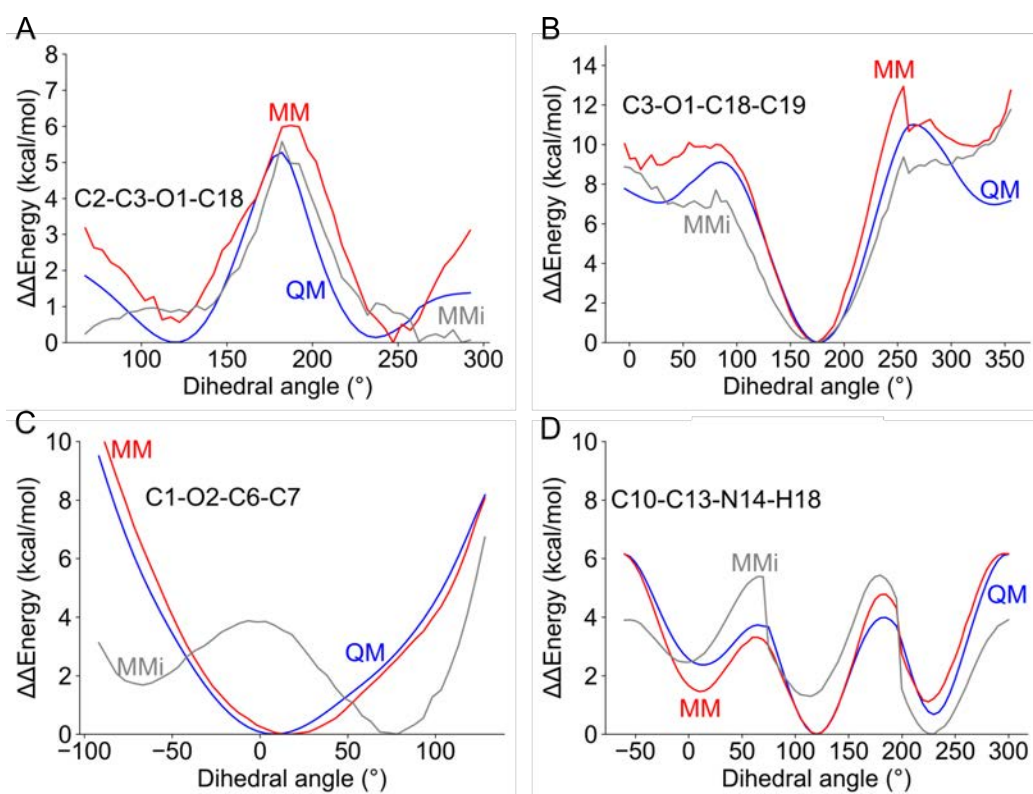 A
ΔΔEnergy (kcal/mol)
8
7
6
5
4
3
2
1
0
MM
C2-C3-O1-C18
QM
MMi
100
150
200
250
300
Dihedral angle (°)
B
ΔΔEnergy (kcal/mol)
14
12
10
8
6
4
2
0
MM
C3-O1-C18-C19
QM
MMi
0
50
100
150
200
250
300
350
Dihedral angle (°)
C
ΔΔEnergy (kcal/mol)
10
8
6
4
2
0
MM
C1-O2-C6-C7
QM
MMi
−100
−50
0
50
100
Dihedral angle (°)
D
ΔΔEnergy (kcal/mol)
10
8
6
4
2
0
C10-C13-N14-H18
MMi
QM
MM
−50
0
50
100
150
200
250
300
Dihedral angle (°)